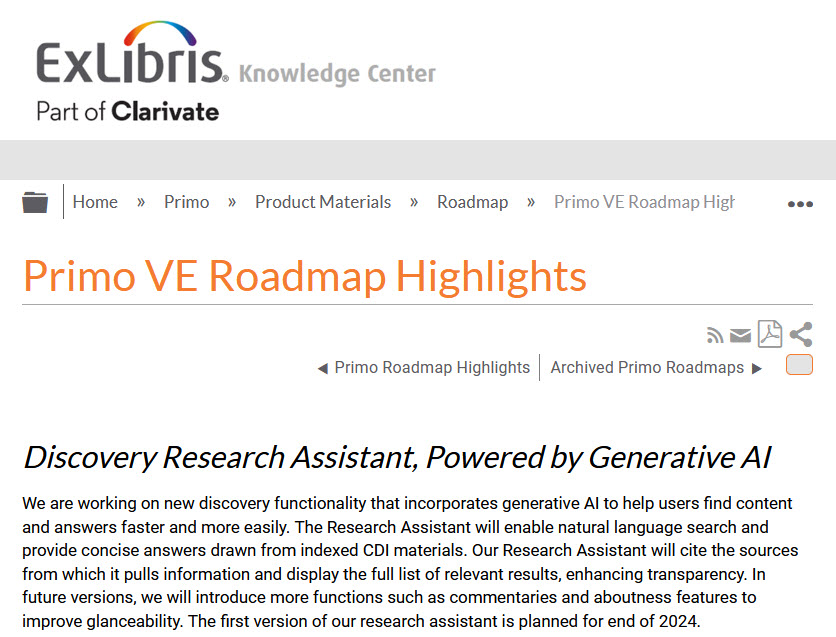 ExLibris® Knowledge Center
Part of Clarivate
Home » Primo » Product Materials » Roadmap » Primo VE Roadmap High
Primo VE Roadmap Highlights
◀ Primo Roadmap Highlights | Archived Primo Roadmaps ▶
Discovery Research Assistant, Powered by Generative AI
We are working on new discovery functionality that incorporates generative AI to help users find content
and answers faster and more easily. The Research Assistant will enable natural language search and
provide concise answers drawn from indexed CDI materials. Our Research Assistant will cite the sources
from which it pulls information and display the full list of relevant results, enhancing transparency. In
future versions, we will introduce more functions such as commentaries and aboutness features to
improve glanceability. The first version of our research assistant is planned for end of 2024.